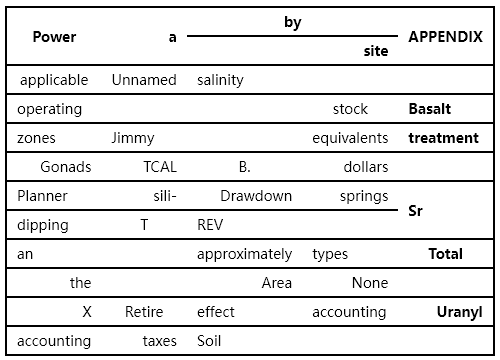 Power a by APPENDIX
site
applicable Unnamed salinity
operating stock Basalt
zones Jimmy equivalents treatment
Gonads TCAL B. dollars
Planner sili- Drawdown springs Sr
dipping T REV
an approximately types Total
the Area None
X Retire effect accounting Uranyl
accounting taxes Soil